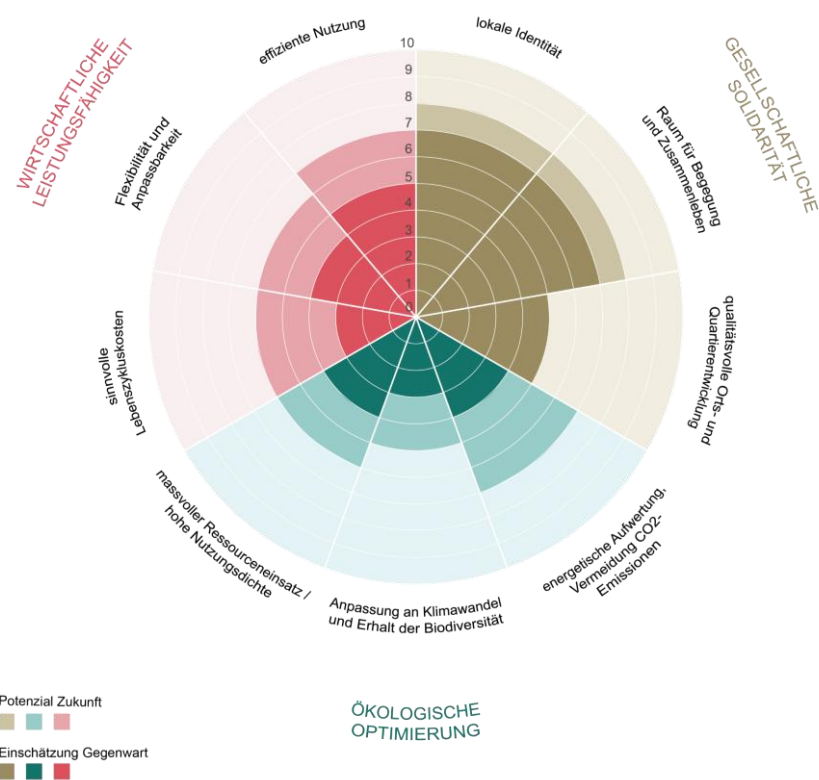 WIRTSCHAFTLICHE
LEISTUNGSFÄHIGKEIT
GESELLSCHAFTLICHE
SOLIDARITÄT
effiziente Nutzung
lokale Identität
Flexibilität und
Anpassbarkeit
Raum für Begegung
und Zusammenleben
10
9
8
7
6
5
4
3
2
1
0
sinvolle
Lebenszykluskosten
qualitätsvolle Orts- und
Quartierentwicklung
massvoller Ressourceneinsatz /
hohe Nutzungsdichte
energetische Aufwertung,
Vermeidung CO2-
Emissionen
Anpassung an Klimawandel
und Erhalt der Biodiversität
ÖKOLOGISCHE
OPTIMIERUNG
Potenzial Zukunft
Einschätzung Gegenwart